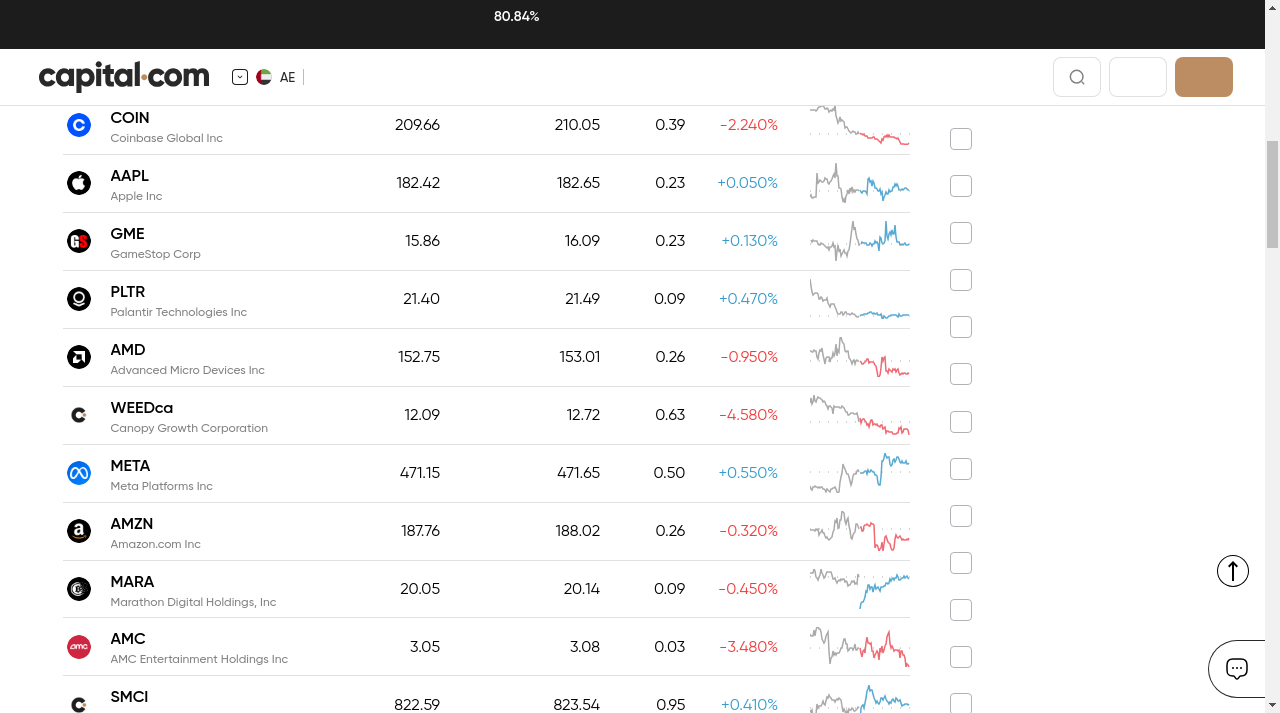 80.84%
capital.com
AE
COIN 209.66 210.05 0.39 -2.240%
Coinbase Global Inc
AAPL 182.42 182.65 0.23 +0.050%
Apple Inc
GME 15.86 16.09 0.23 +0.130%
GameStop Corp
PLTR 21.40 21.49 0.09 +0.470%
Palantir Technologies Inc
AMD 152.75 153.01 0.26 -0.950%
Advanced Micro Devices Inc
WEEDca 12.09 12.72 0.63 -4.580%
Canopy Growth Corporation
META 471.15 471.65 0.50 +0.550%
Meta Platforms Inc
AMZN 187.76 188.02 0.26 -0.320%
Amazon.com Inc
MARA 20.05 20.14 0.09 -0.450%
Marathon Digital Holdings, Inc
AMC 3.05 3.08 0.03 -3.480%
AMC Entertainment Holdings Inc
SMCI 822.59 823.54 0.95 +0.410%